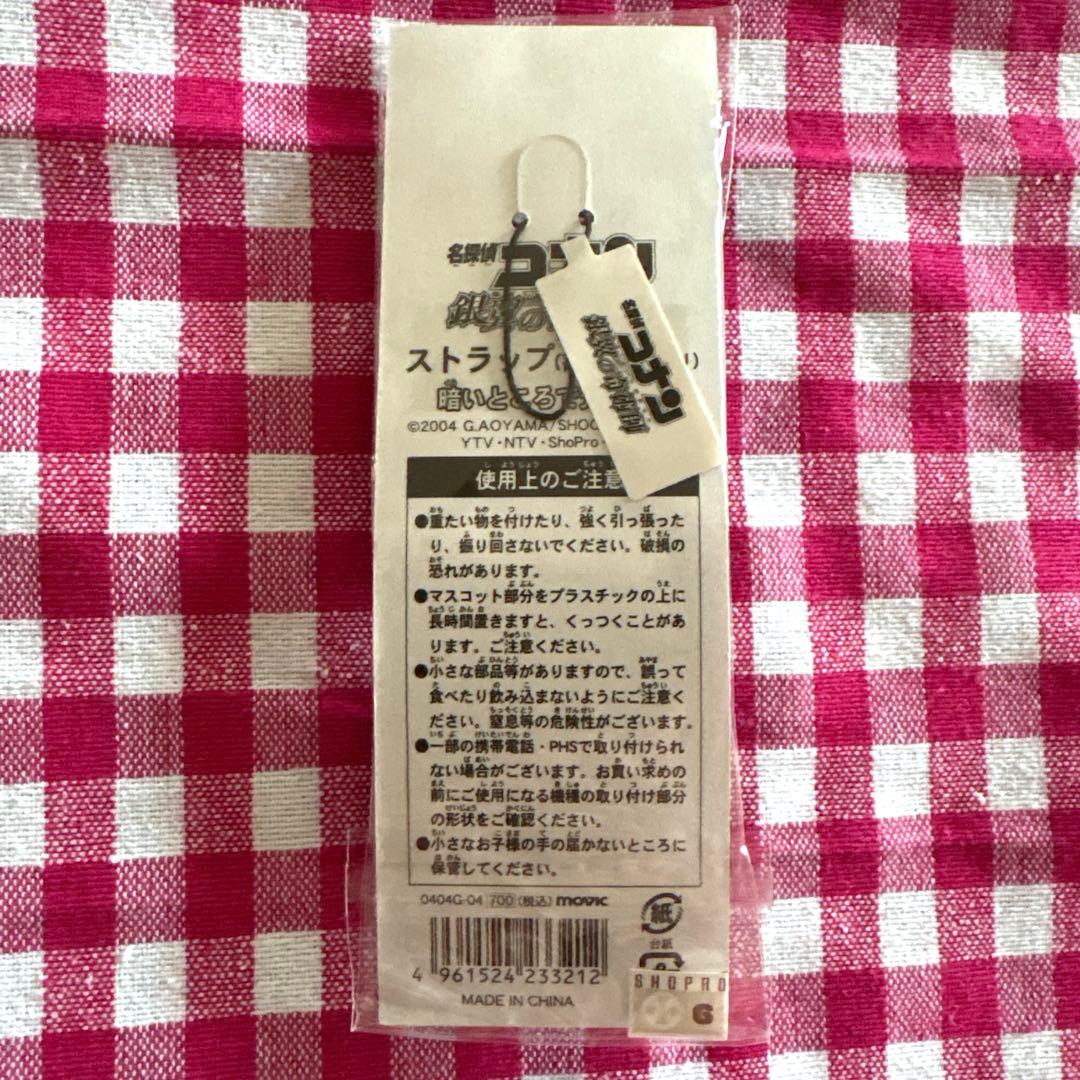 名探偵
コナン
銀翼の
名探偵
コナン
銀翼の奇術師
ストラップ(
暗いところで
©2004 G.AOYAMA/SHOG
YTV・NTV・ShoPro
使用上のご注意
●重たい物を付けたり、強く引っ張った
り、振り回さないでください。破損の
恐れがあります。
●マスコット部分をプラスチックの上に
長時間置きますと、くっつくことがあ
ります。ご注意ください。
●小さな部品等がありますので、誤って
食べたり飲み込まないようにご注意く
ださい。窒息等の危険性がございます。
●一部の携帯電話・PHSで取り付けられ
ない場合がございます。お買い求めの
前にご使用になる機種の取り付け部分
の形状をご確認ください。
●小さなお子様の手の届かないところに
保管してください。
0404G-04 700 (税込) movic
紙
台紙
4 961524 233212
MADE IN CHINA
SHOPRO
G